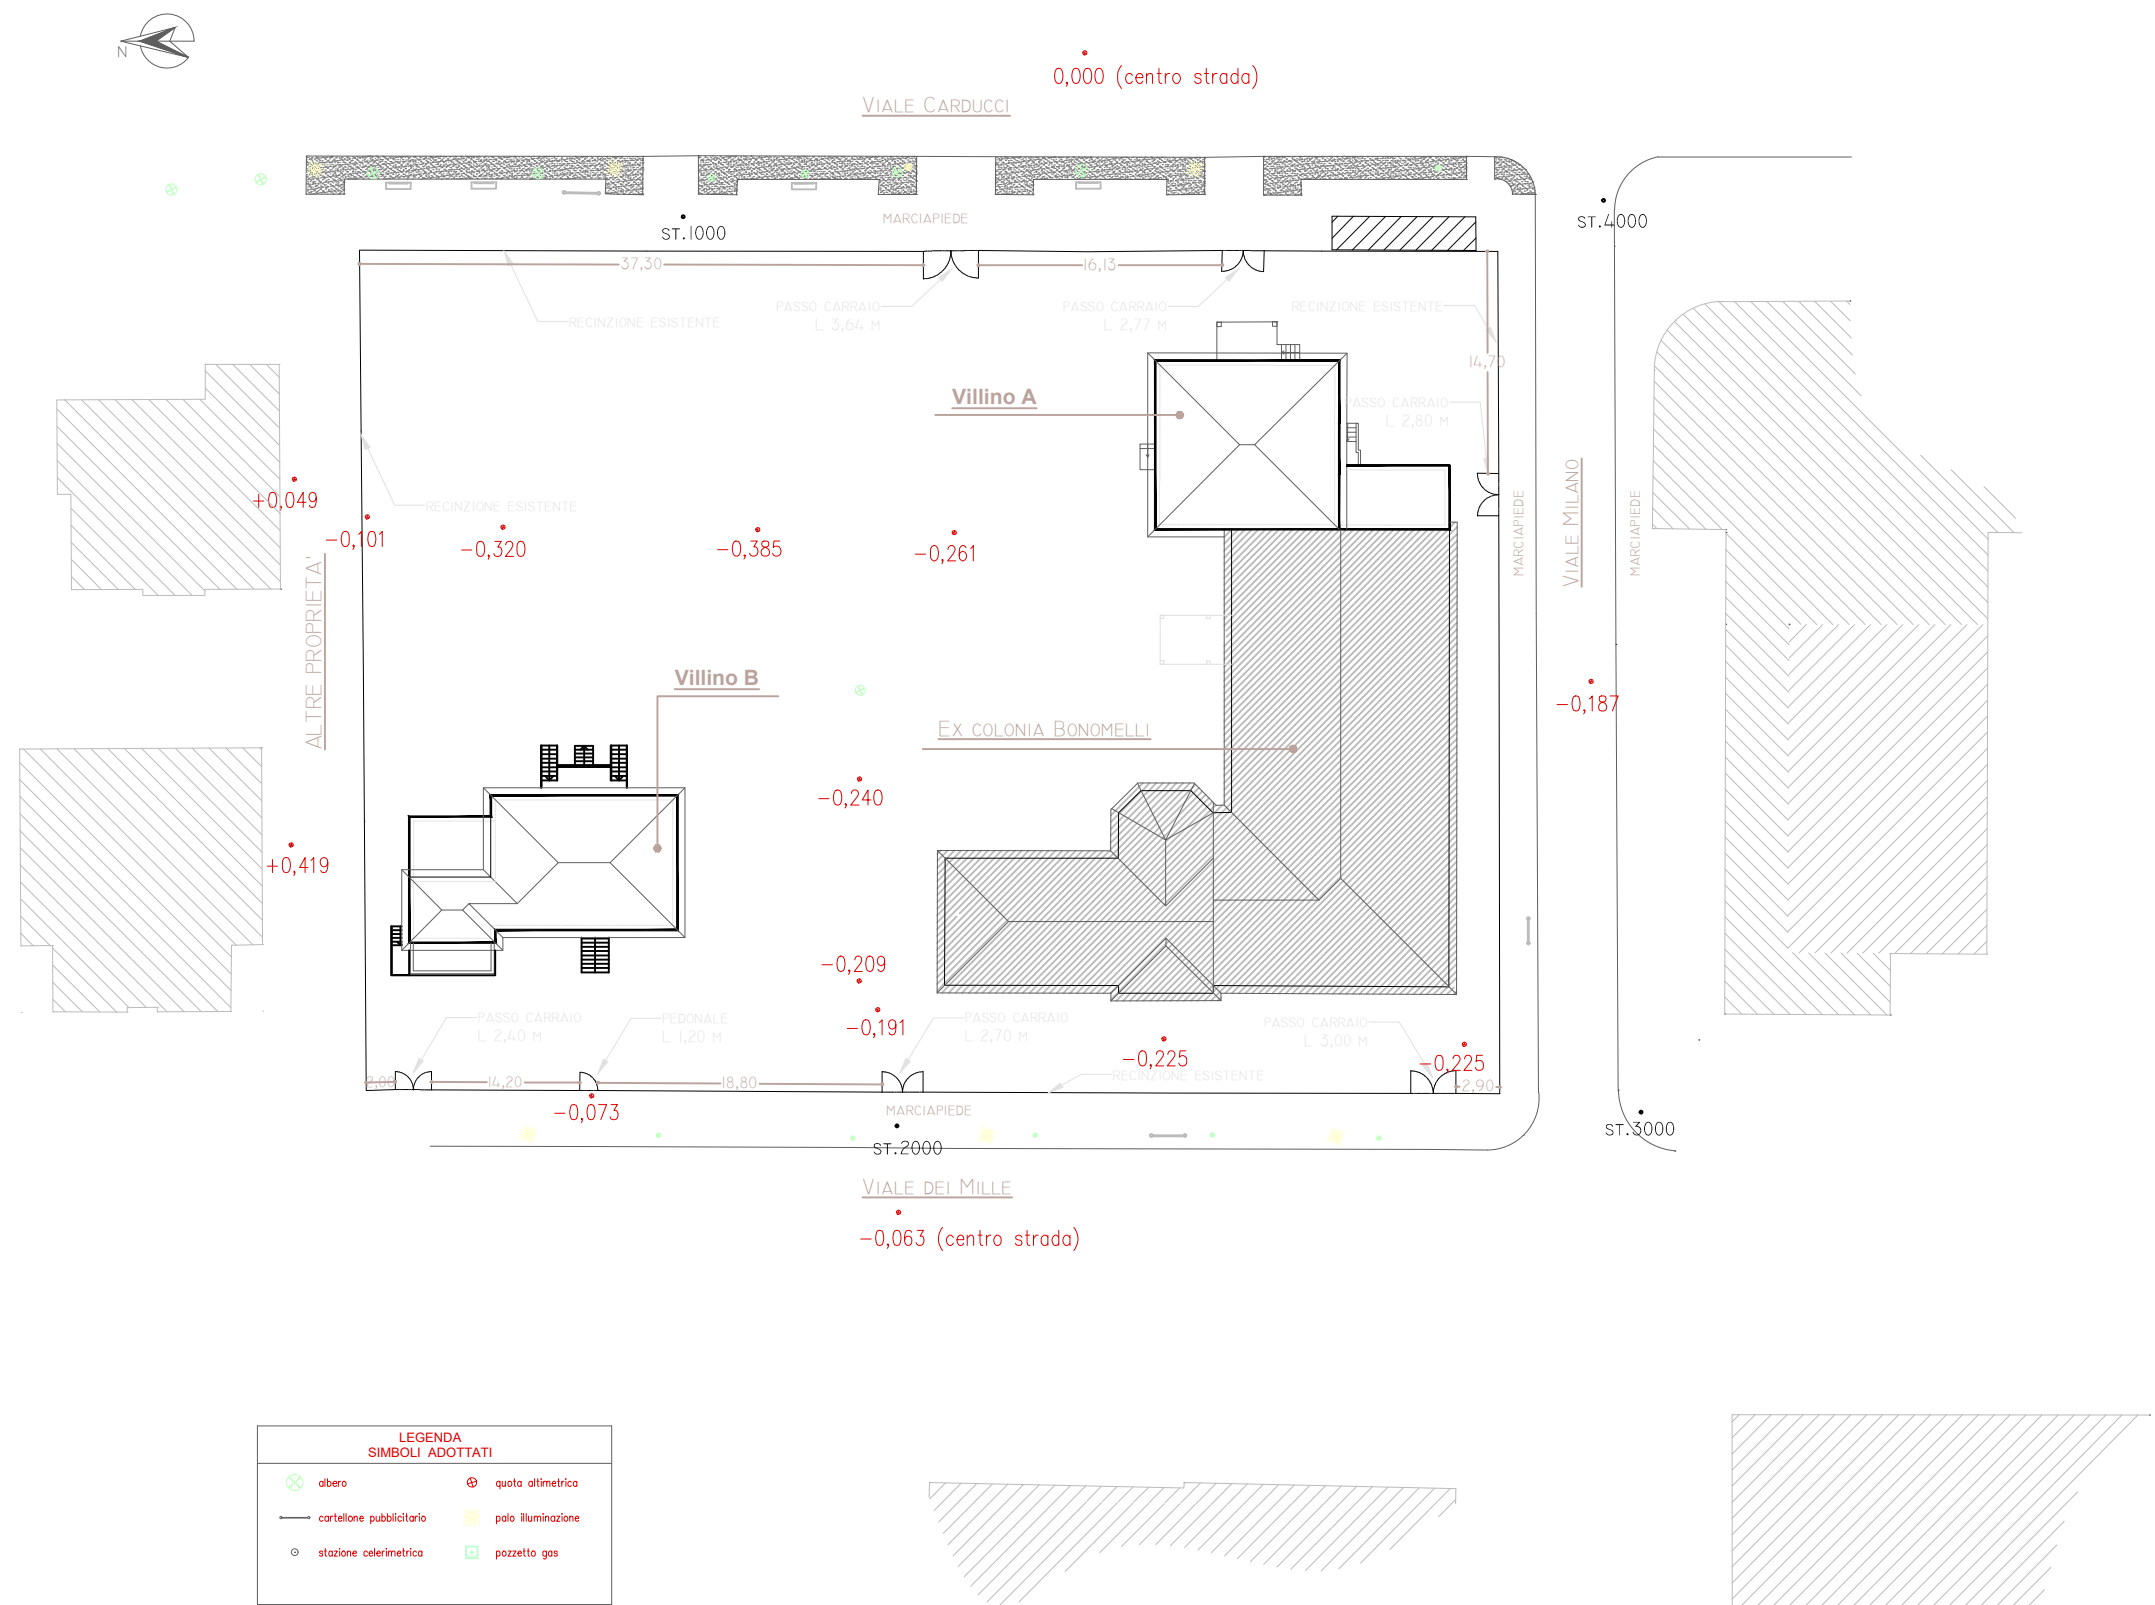 N
0,000 (centro strada)
VIALE CARDUCCI
MARCIAPIEDE
ST.1000
ST.4000
37,30
16,13
PASSO CARRAIO
L 3,64 M
PASSO CARRAIO
L 2,77 M
RECINZIONE ESISTENTE
RECINZIONE ESISTENTE
14,70
Villino A
PASSO CARRAIO
L 2,80 M
+0,049
RECINZIONE ESISTENTE
-0,101
-0,320
-0,385
-0,261
MARCIAPIEDE
VIALE MILANO
MARCIAPIEDE
ALTRE PROPRIETA'
Villino B
-0,187
EX COLONIA BONOMELLI
-0,240
+0,419
-0,209
-0,191
PASSO CARRAIO
L 2,40 M
PEDONALE
L 1,20 M
PASSO CARRAIO
L 2,70 M
PASSO CARRAIO
L 3,00 M
-0,225
-0,225
RECINZIONE ESISTENTE
2,00
14,20
18,80
2,90
-0,073
MARCIAPIEDE
ST.2000
ST.3000
VIALE DEI MILLE
-0,063 (centro strada)
LEGENDA
SIMBOLI ADOTTATI
albero
quota altimetrica
cartellone pubblicitario
palo illuminazione
stazione celerimetrica
pozzetto gas